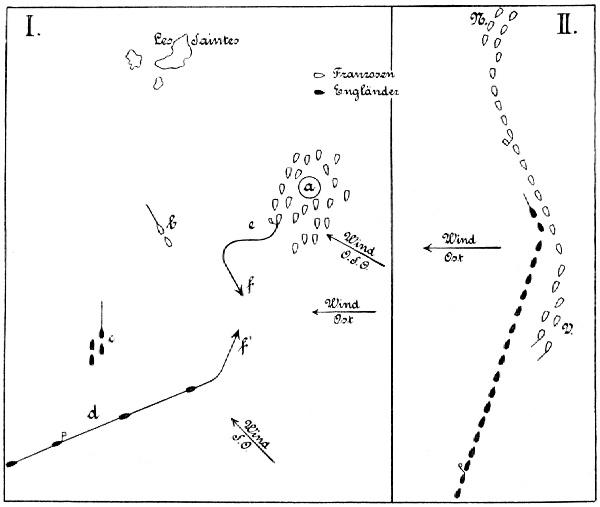 I.
II.
Les Saintes
Franzosen
Engländer
N.
a
b
e
Wind
O.S.O.
Wind
Ost
Wind
Ost
f
f'
c
V.
d
p
Wind
S.O.